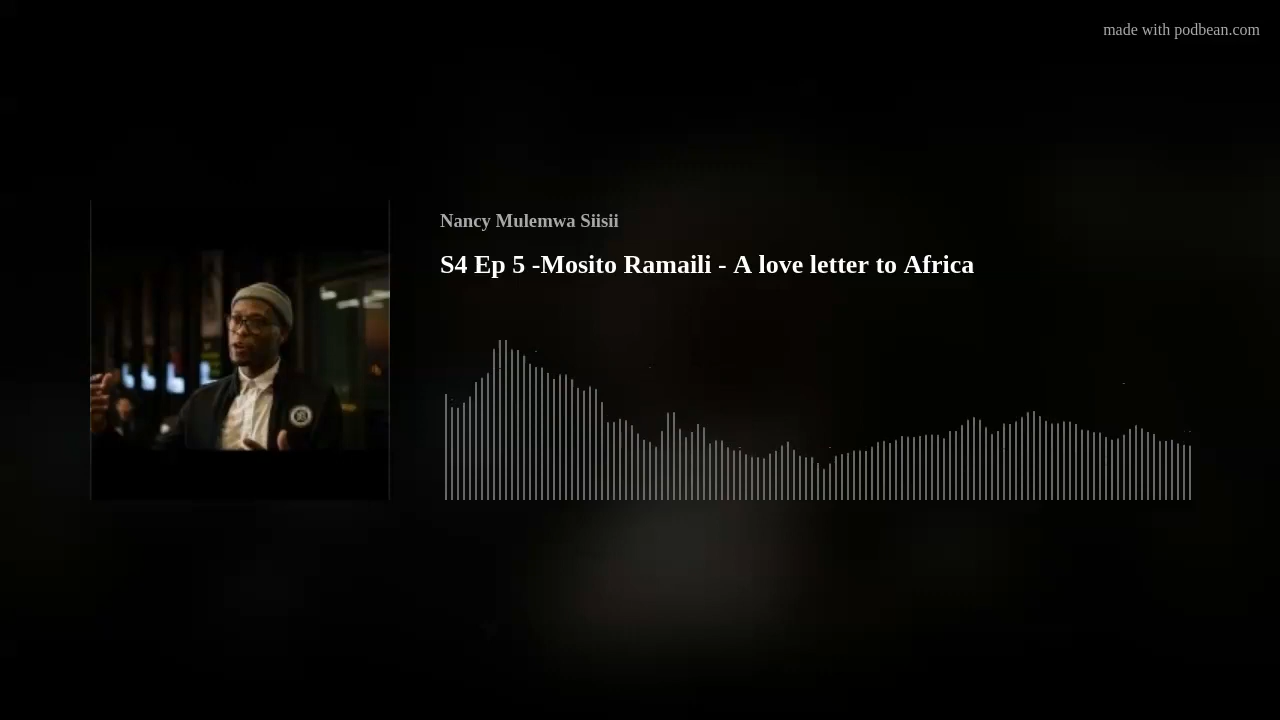 made with podbean.com
Nancy Mulemwa Siisii
S4 Ep 5 -Mosito Ramaili - A love letter to Africa